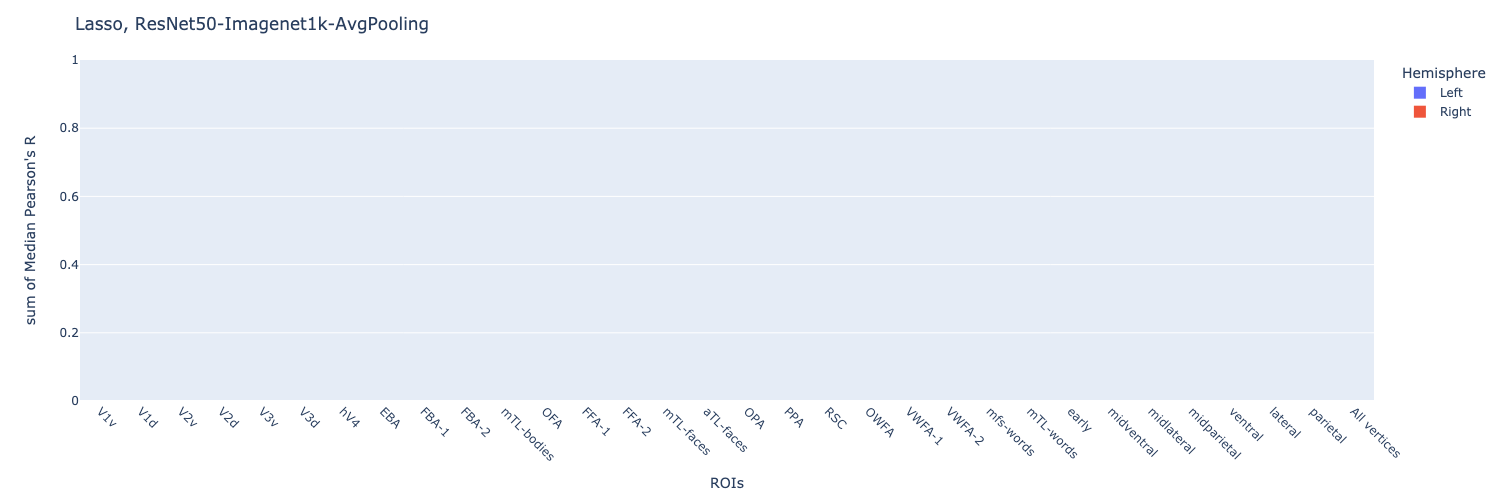 Lasso, ResNet50-Imagenet1k-AvgPooling
Hemisphere
Left
Right
sum of Median Pearson's R
1
0.8
0.6
0.4
0.2
0
V1v
V1d
V2v
V2d
V3v
V3d
hV4
EBA
FBA-1
FBA-2
mTL-bodies
OFA
FFA-1
FFA-2
mTL-faces
aTL-faces
OPA
PPA
RSC
OWFA
VWFA-1
VWFA-2
mfs-words
mTL-words
early
midventral
midlateral
midparietal
ventral
lateral
parietal
All vertices
ROIs